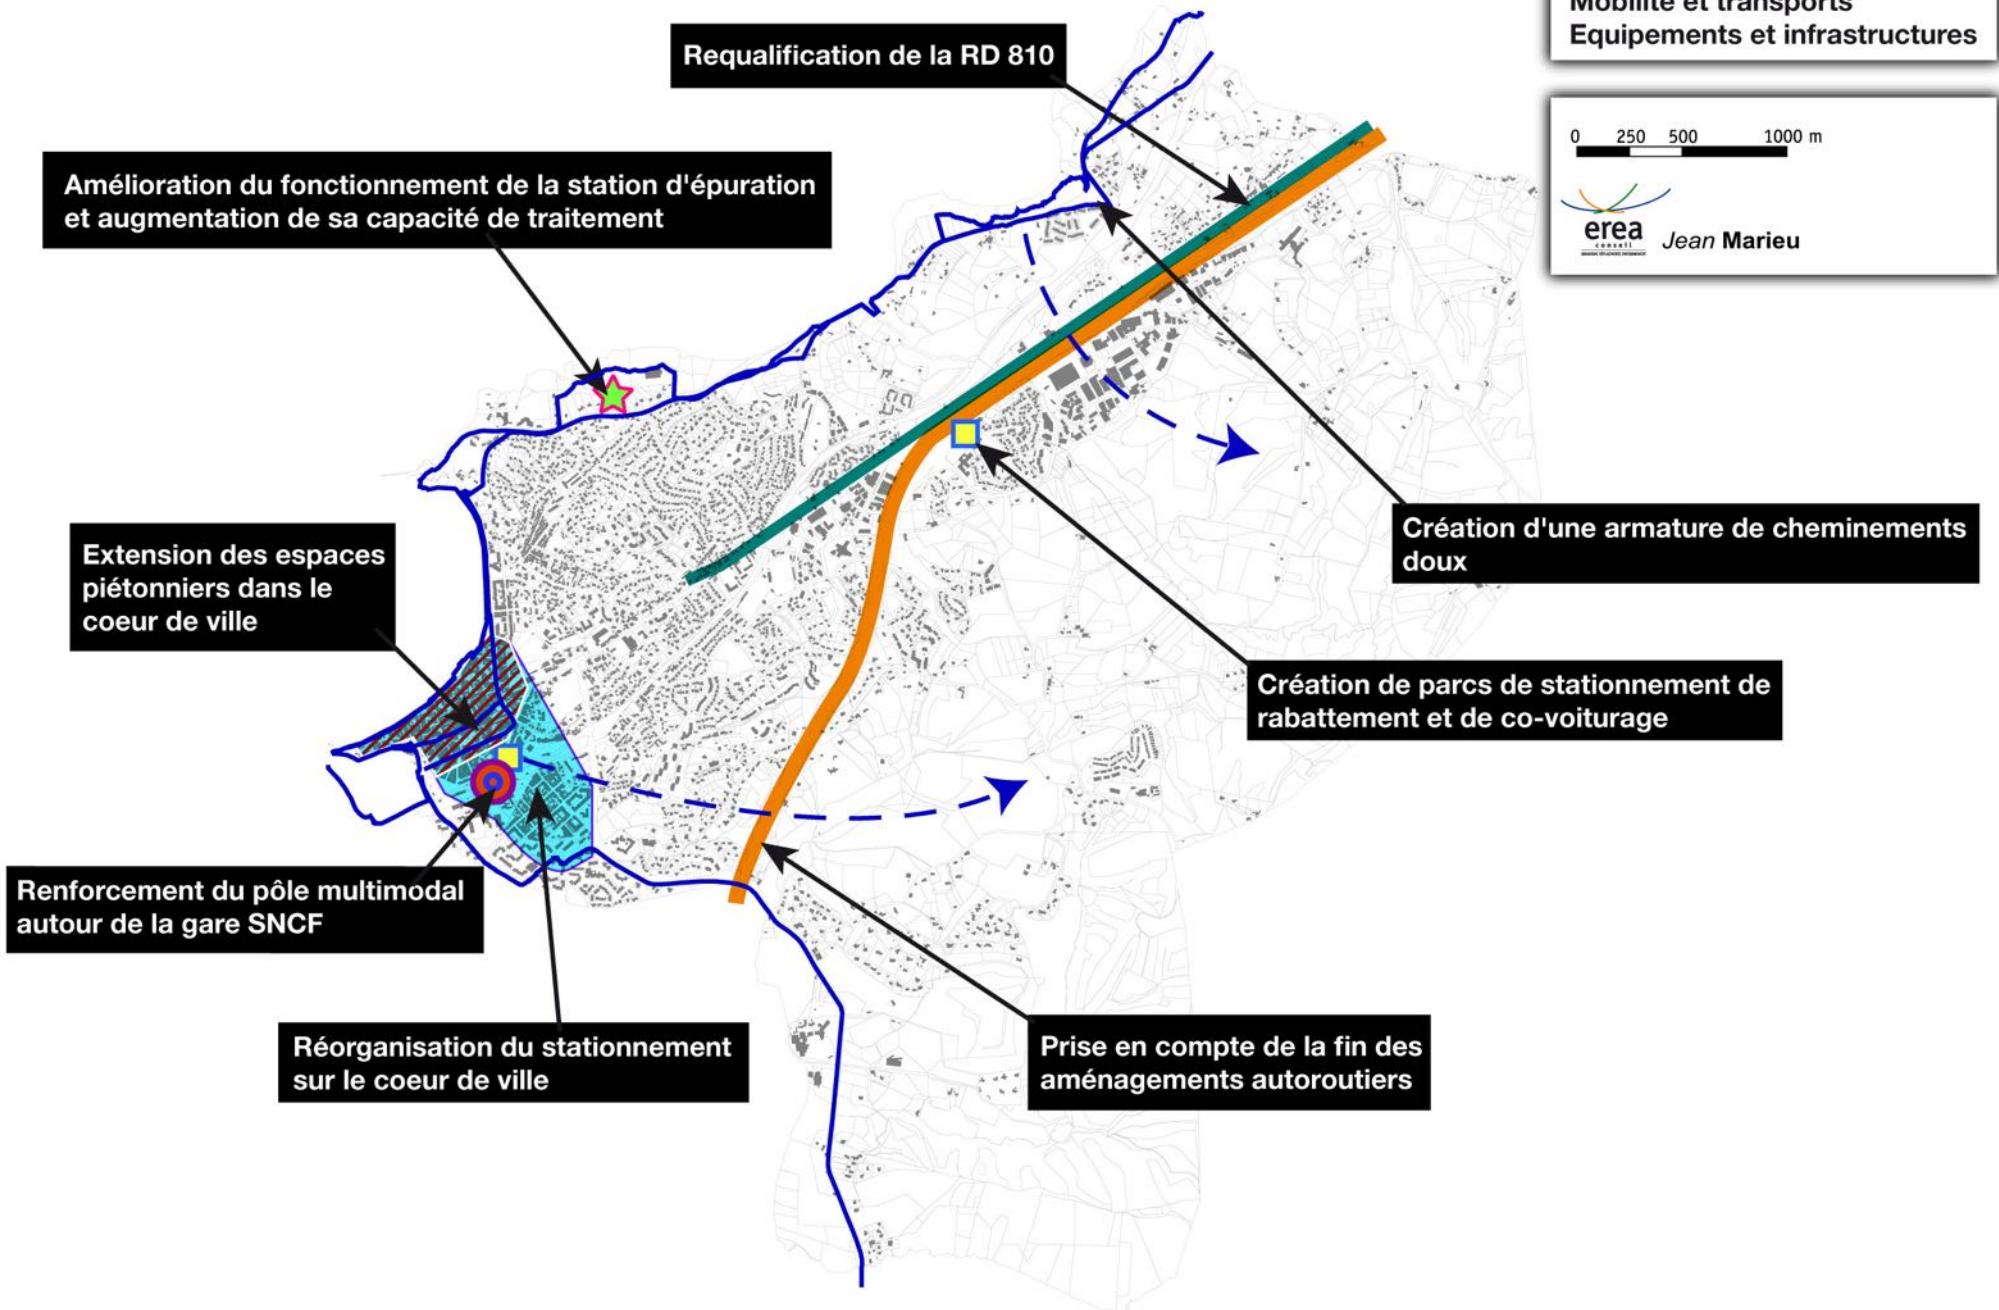 Mobilité et transports
Equipements et infrastructures
Requalification de la RD 810
0 250 500 1000 m
erea
conseil
Jean Marieu
Amélioration du fonctionnement de la station d'épuration
et augmentation de sa capacité de traitement
Extension des espaces
piétonniers dans le
coeur de ville
Création d'une armature de cheminements
doux
Création de parcs de stationnement de
rabattement et de co-voiturage
Renforcement du pôle multimodal
autour de la gare SNCF
Réorganisation du stationnement
sur le coeur de ville
Prise en compte de la fin des
aménagements autoroutiers